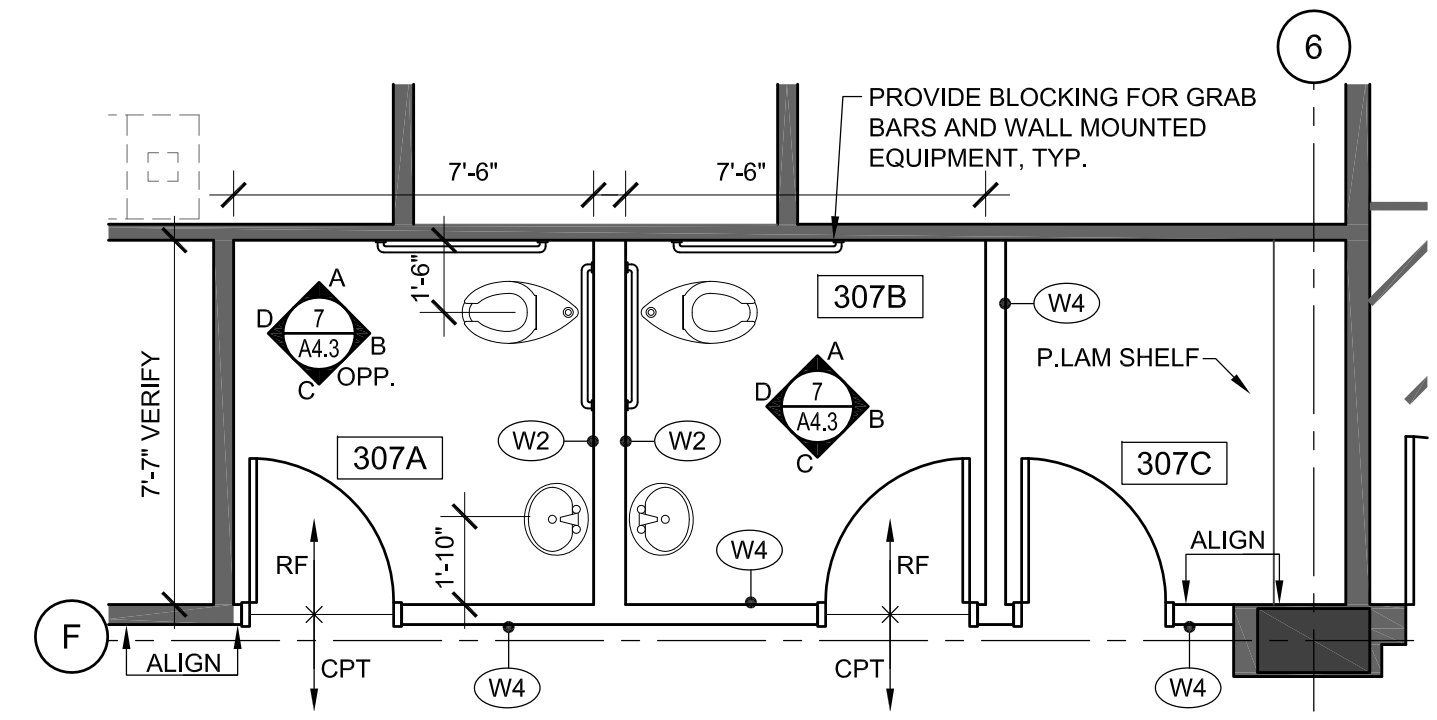 6
PROVIDE BLOCKING FOR GRAB
BARS AND WALL MOUNTED
EQUIPMENT, TYP.
7'-6"
7'-6"
1'-6"
A
D
7
A4.3
B
C
OPP.
307B
W4
P.LAM SHELF
7'-7" VERIFY
A
D
7
A4.3
B
C
307A
W2
W2
307C
1'-10"
RF
W4
RF
ALIGN
F
ALIGN
CPT
W4
CPT
W4